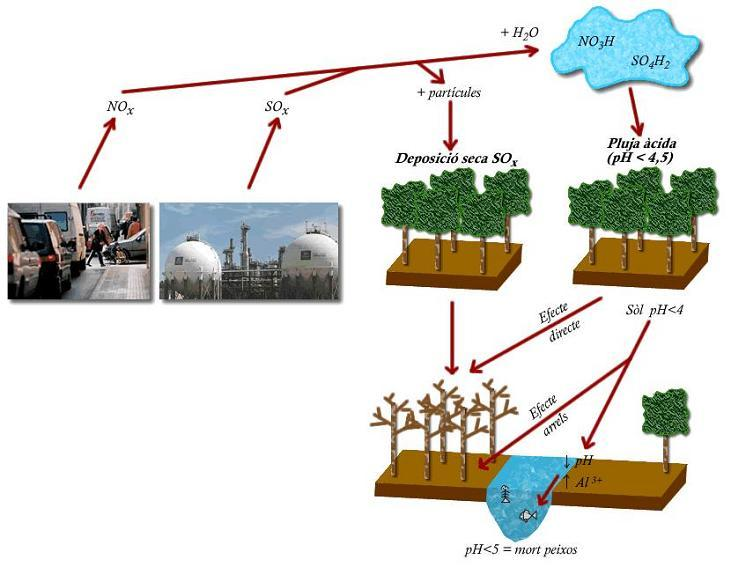 + H2O
NO3H
SO4H2
NOx
SOx
+ partícules
Deposició seca SOx
Pluja àcida
(pH < 4,5)
Efecte
directe
Sòl pH<4
Efecte
arrels
↓ pH
↑ Al 3+
pH<5 = mort peixos